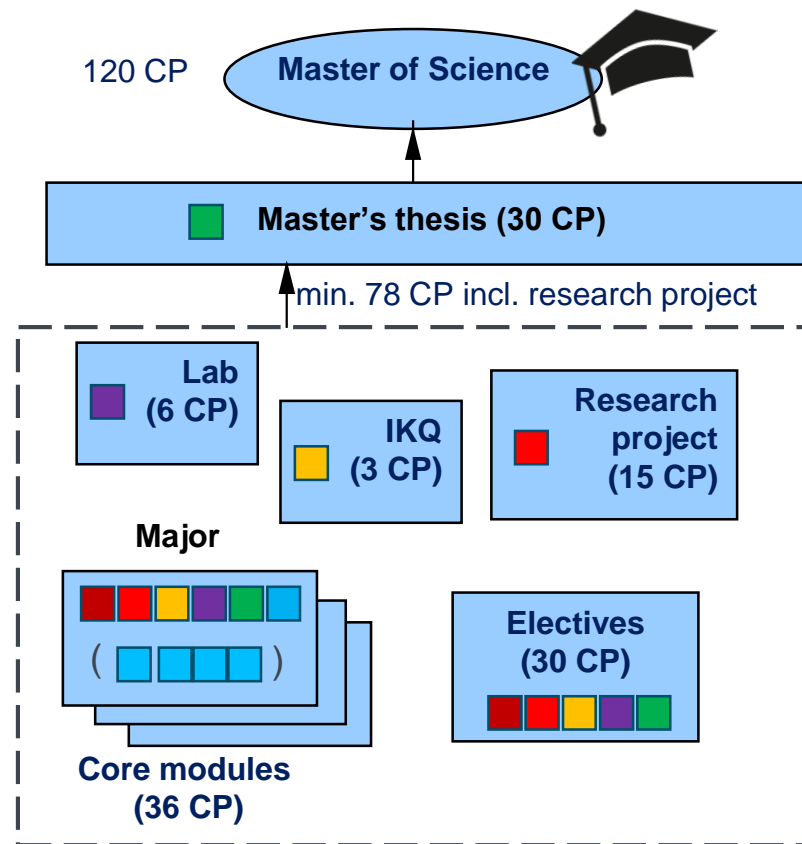 120 CP
Master of Science
Master's thesis (30 CP)
min. 78 CP incl. research project
Lab
(6 CP)
IKQ
(3 CP)
Research
project
(15 CP)
Major
( )
Core modules
(36 CP)
Electives
(30 CP)